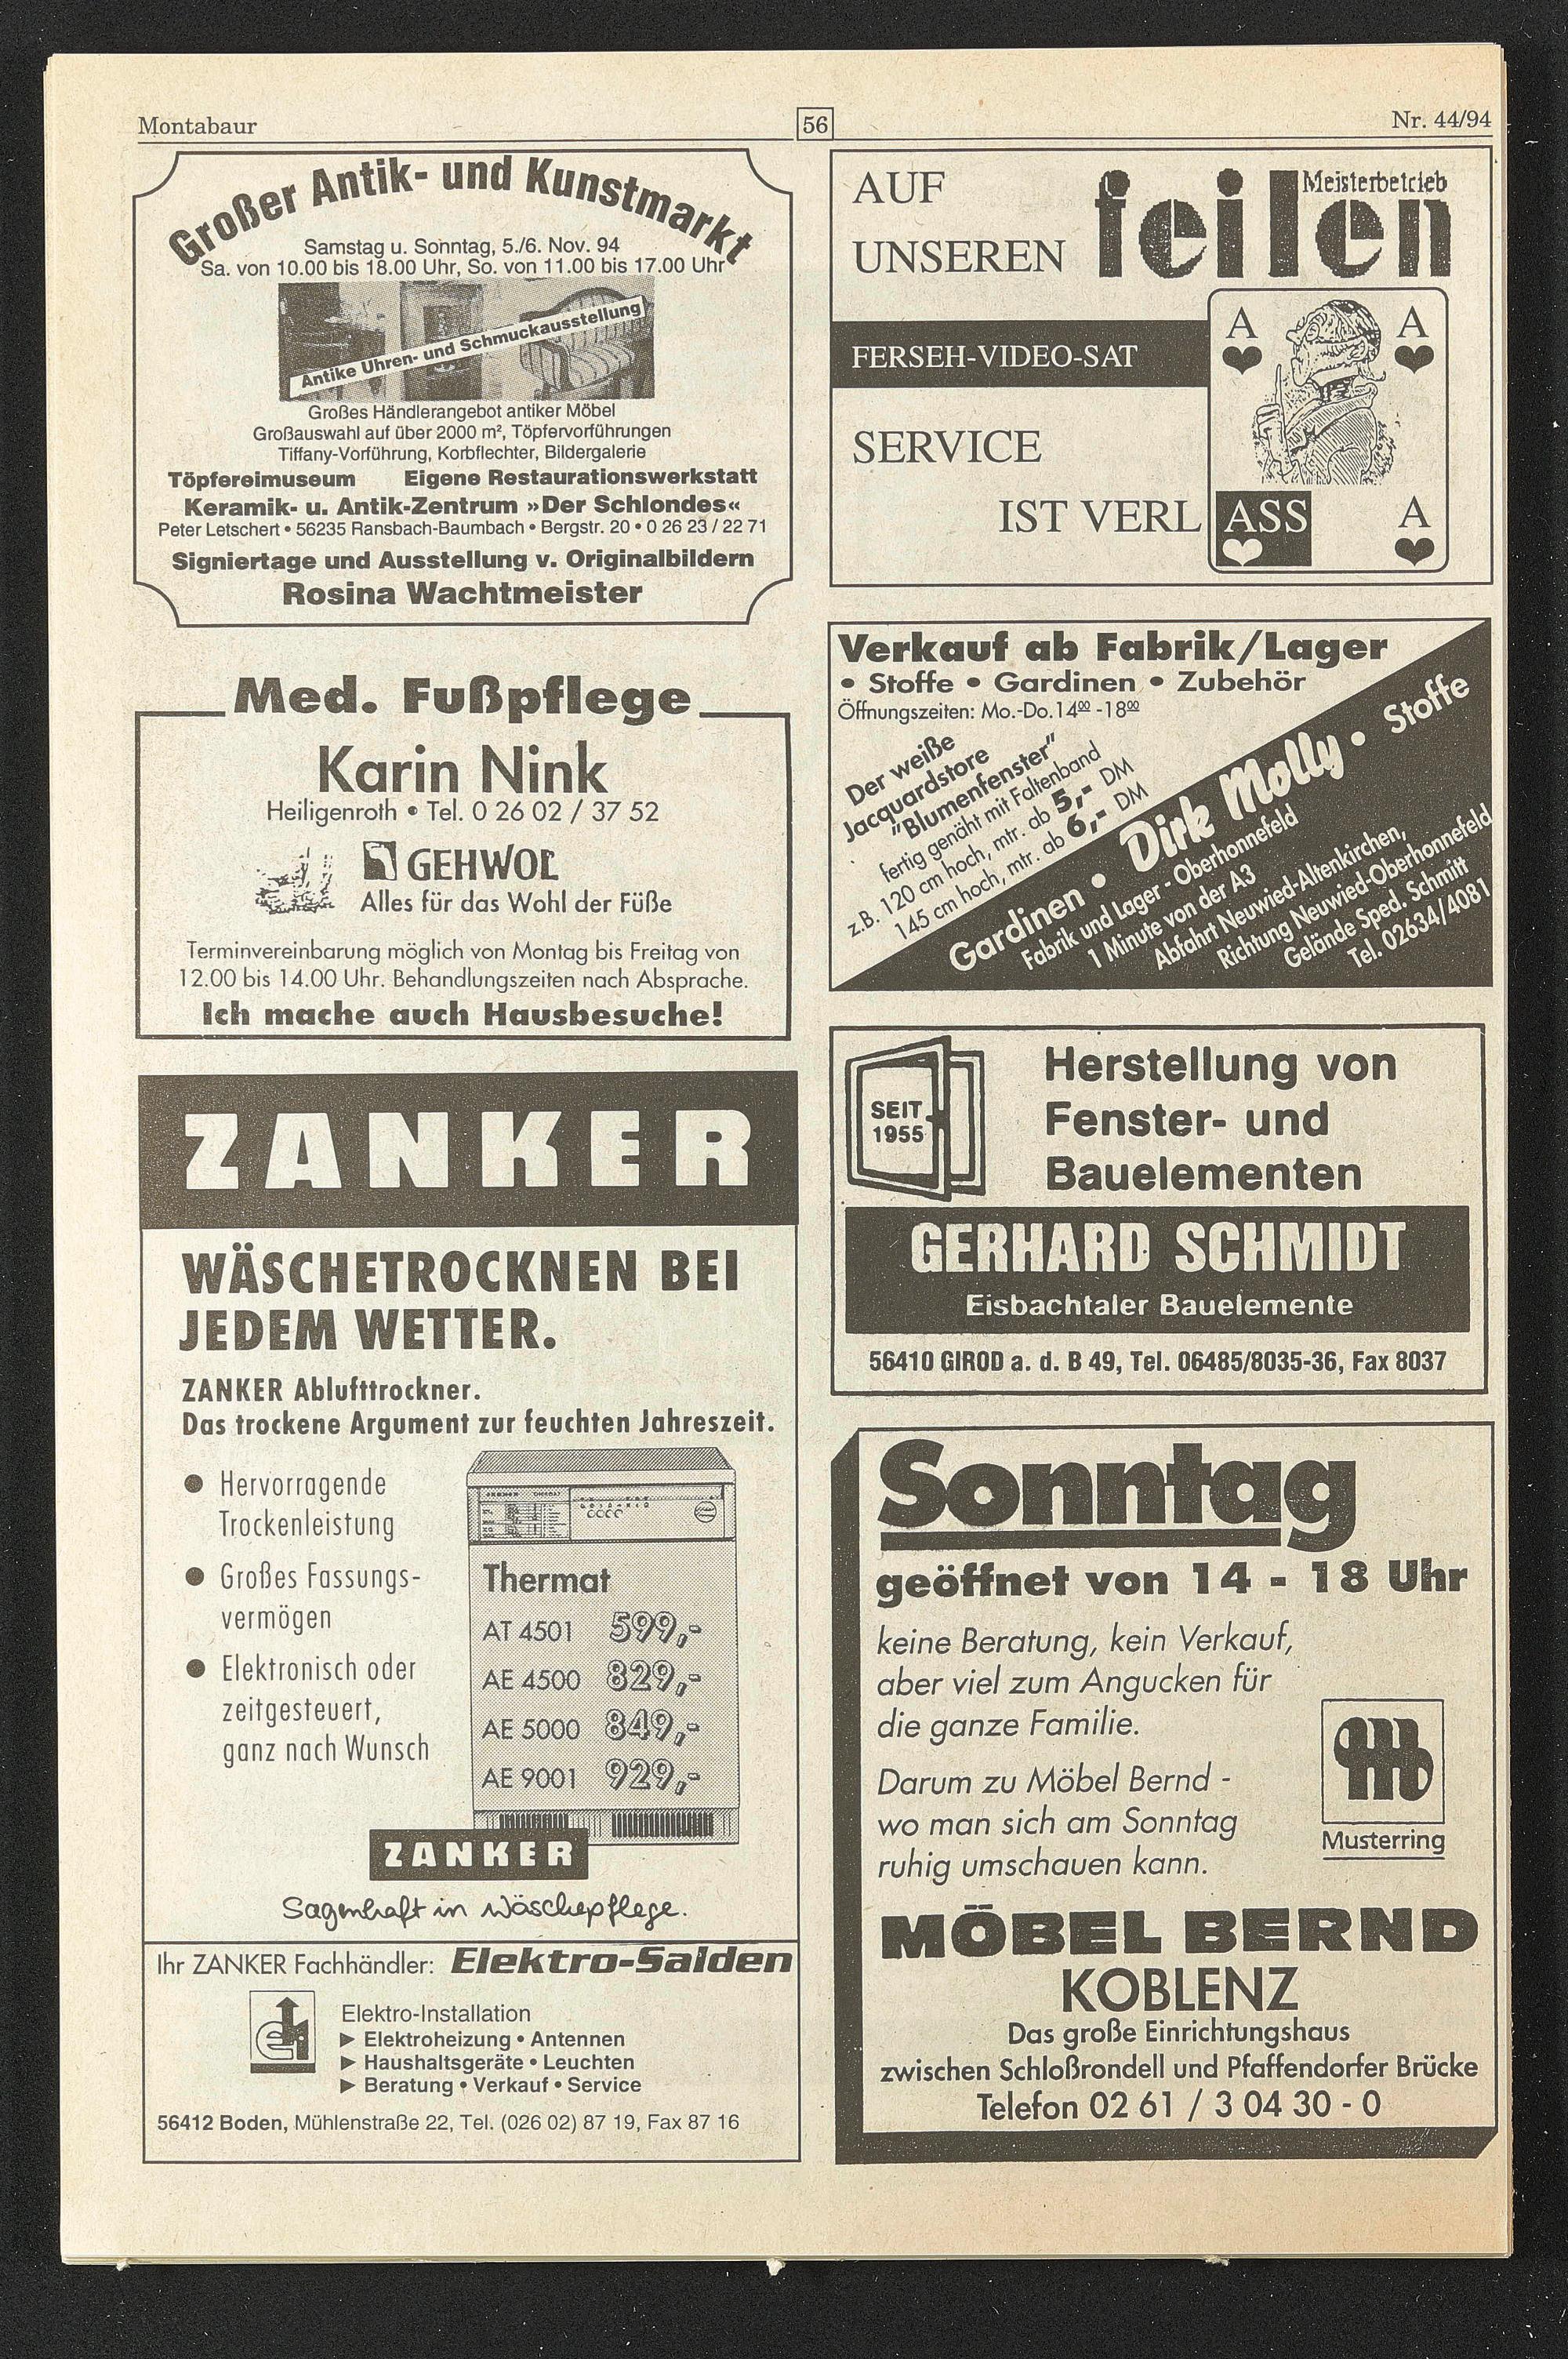 Montabaur
56
Nr. 44/94
Großer Antik- und Kunstmarkt
Samstag u. Sonntag, 5./6. Nov. 94
Sa. von 10.00 bis 18.00 Uhr, So. von 11.00 bis 17.00 Uhr
Antike Uhren- und Schmuckausstellung
Großes Händlerangebot antiker Möbel
Großauswahl auf über 2000 m², Töpfervorführungen
Tiffany-Vorführung, Korbflechter, Bildergalerie
Töpfereimuseum Eigene Restaurationswerkstatt
Keramik- u. Antik-Zentrum »Der Schlondes«
Peter Letschert • 56235 Ransbach-Baumbach • Bergstr. 20 • 0 26 23 / 22 71
Signiertage und Ausstellung v. Originalbildern
Rosina Wachtmeister
Med. Fußpflege
Karin Nink
Heiligenroth • Tel. 0 26 02 / 37 52
GEHWOL
Alles für das Wohl der Füße
Terminvereinbarung möglich von Montag bis Freitag von
12.00 bis 14.00 Uhr. Behandlungszeiten nach Absprache.
Ich mache auch Hausbesuche!
ZANKER
WÄSCHETROCKNEN BEI
JEDEM WETTER.
ZANKER Ablufttrockner.
Das trockene Argument zur feuchten Jahreszeit.
● Hervorragende
Trockenleistung
● Großes Fassungs-
vermögen
● Elektronisch oder
zeitgesteuert,
ganz nach Wunsch
Thermat
AT 4501 599,-
AE 4500 829,-
AE 5000 849,-
AE 9001 929,-
ZANKER
Sagenhaft in Wäschepflege.
Ihr ZANKER Fachhändler: Elektro-Salden
Elektro-Installation
▶ Elektroheizung • Antennen
▶ Haushaltsgeräte • Leuchten
▶ Beratung • Verkauf • Service
56412 Boden, Mühlenstraße 22, Tel. (026 02) 87 19, Fax 87 16
AUF
UNSEREN
feilen
Meisterbetrieb
FERSEH-VIDEO-SAT
SERVICE
IST VERL ASS
A
A
A
Verkauf ab Fabrik/Lager
• Stoffe • Gardinen • Zubehör
Öffnungszeiten: Mo.-Do.14⁰⁰-18⁰⁰
Der weiße
Jacquardstore
"Blumenfenster"
fertig genäht mit Faltenband
z.B. 120 cm hoch, mtr. ab 5,- DM
145 cm hoch, mtr. ab 6,- DM
Gardinen • Dirk Molly • Stoffe
Fabrik und Lager - Oberhonnefeld
1 Minute von der A3
Abfahrt Neuwied-Altenkirchen,
Richtung Neuwied-Oberhonnefeld
Gelände Sped. Schmitt
Tel. 02634/4081
SEIT
1955
Herstellung von
Fenster- und
Bauelementen
GERHARD SCHMIDT
Eisbachtaler Bauelemente
56410 GIROD a. d. B 49, Tel. 06485/8035-36, Fax 8037
Sonntag
geöffnet von 14 - 18 Uhr
keine Beratung, kein Verkauf,
aber viel zum Angucken für
die ganze Familie.
Darum zu Möbel Bernd -
wo man sich am Sonntag
ruhig umschauen kann.
Musterring
MÖBEL BERND
KOBLENZ
Das große Einrichtungshaus
zwischen Schloßrondell und Pfaffendorfer Brücke
Telefon 02 61 / 3 04 30 - 0